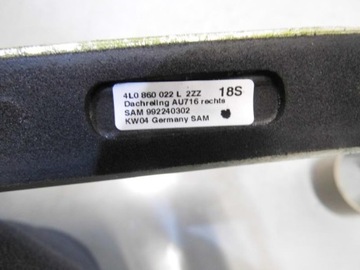 4L0 860 022 L 2ZZ 18S
Dachreling AU716 rechts
SAM 992240302
KW04 Germany SAM